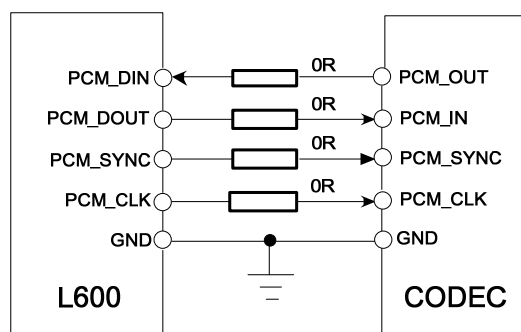 0R
PCM_DIN PCM_OUT
0R
PCM_DOUT PCM_IN
0R
PCM_SYNC PCM_SYNC
0R
PCM_CLK PCM_CLK
GND GND
L600 CODEC